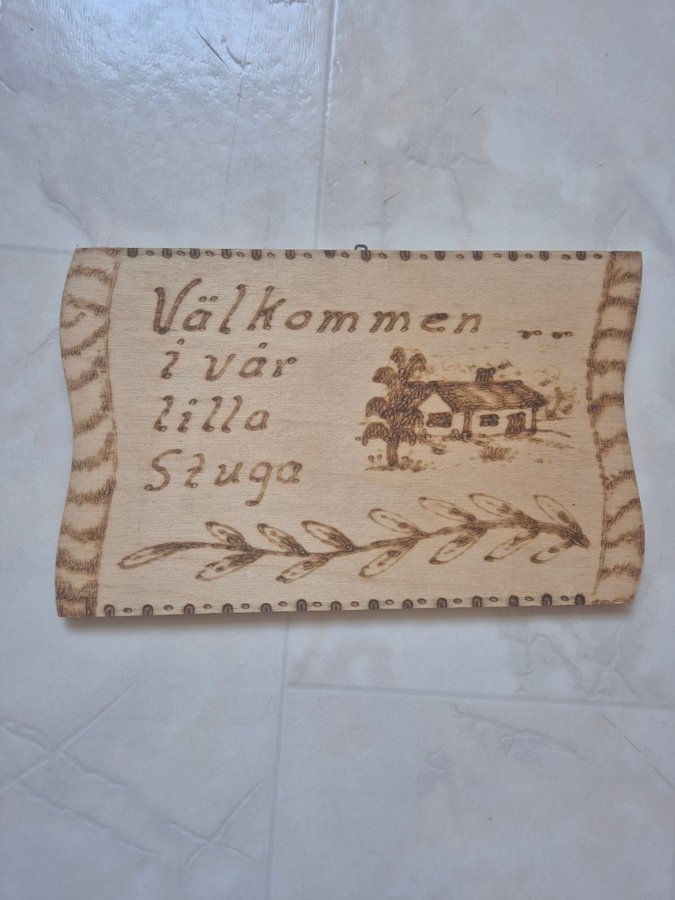 Välkommen ...
i vår
lilla
Stuga